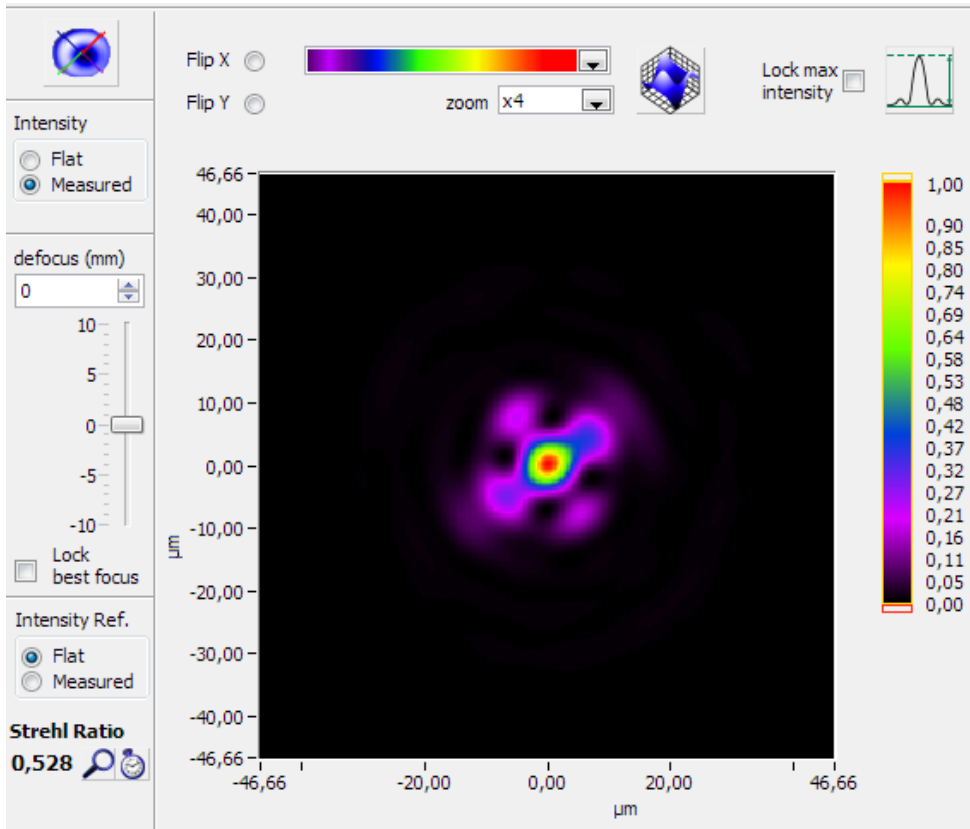 Flip X
Flip Y
zoom x4
Lock max
intensity
Intensity
Flat
Measured
defocus (mm)
0
10
5
0
-5
-10
Lock
best focus
Intensity Ref.
Flat
Measured
Strehl Ratio
0,528
46,66
40,00
30,00
20,00
10,00
0,00
-10,00
-20,00
-30,00
-40,00
-46,66
µm
-46,66 -20,00 0,00 20,00 46,66
µm
1,00
0,90
0,85
0,80
0,74
0,69
0,64
0,58
0,53
0,48
0,42
0,37
0,32
0,27
0,21
0,16
0,11
0,05
0,00